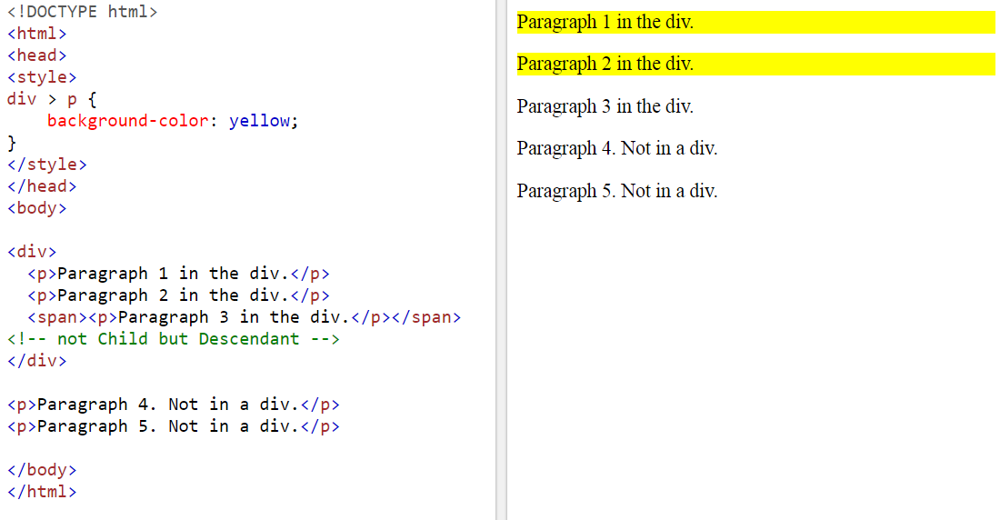 <!DOCTYPE html>
<html>
<head>
<style>
div > p {
    background-color: yellow;
}
</style>
</head>
<body>

<div>
  <p>Paragraph 1 in the div.</p>
  <p>Paragraph 2 in the div.</p>
  <span><p>Paragraph 3 in the div.</p></span>
<!-- not Child but Descendant -->
</div>

<p>Paragraph 4. Not in a div.</p>
<p>Paragraph 5. Not in a div.</p>

</body>
</html>
Paragraph 1 in the div.
Paragraph 2 in the div.
Paragraph 3 in the div.
Paragraph 4. Not in a div.
Paragraph 5. Not in a div.